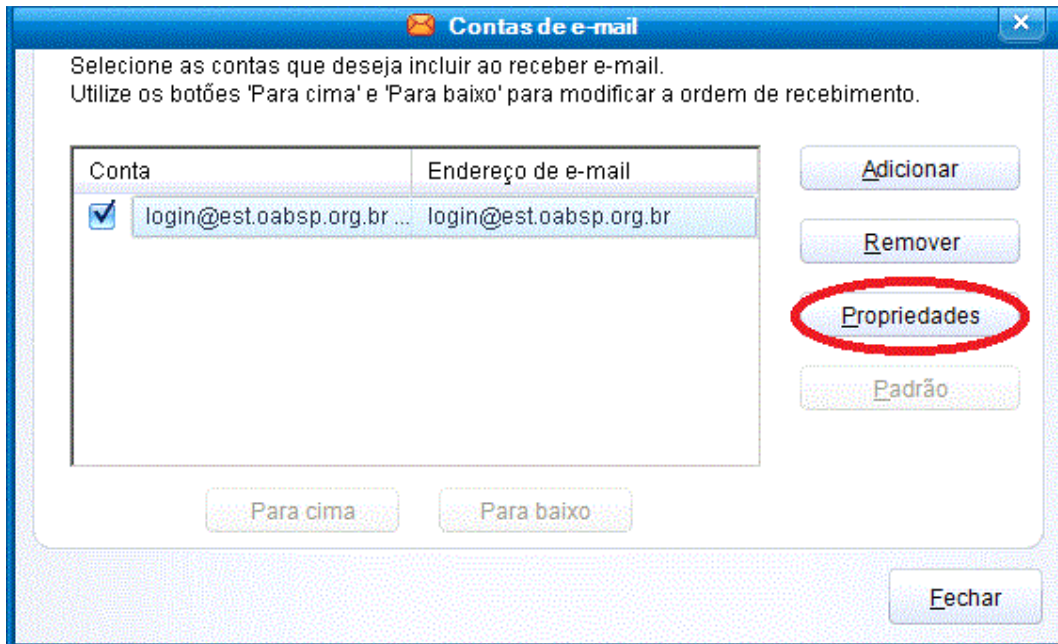 Contas de e-mail
Selecione as contas que deseja incluir ao receber e-mail.
Utilize os botões 'Para cima' e 'Para baixo' para modificar a ordem de recebimento.
Conta Endereço de e-mail
login@est.oabsp.org.br ... login@est.oabsp.org.br
Adicionar
Remover
Propriedades
Padrão
Para cima Para baixo
Fechar